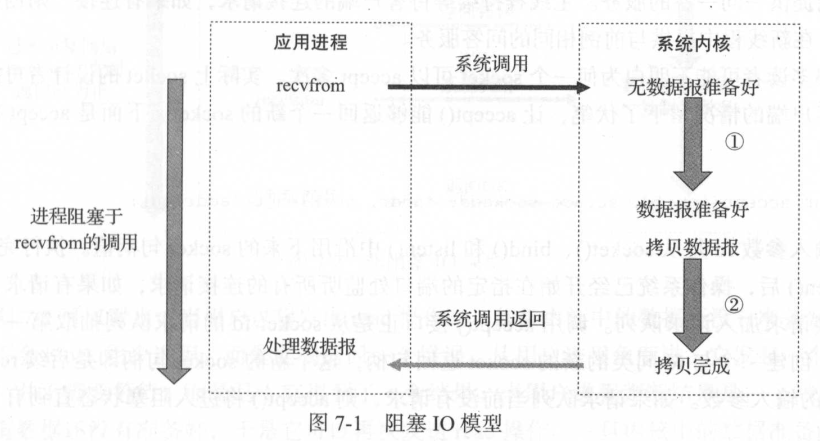 应用进程
系统内核
系统调用
recvfrom
无数据报准备好
①
进程阻塞于
recvfrom的调用
数据报准备好
拷贝数据报
②
系统调用返回
处理数据报
拷贝完成
图7-1 阻塞 IO 模型